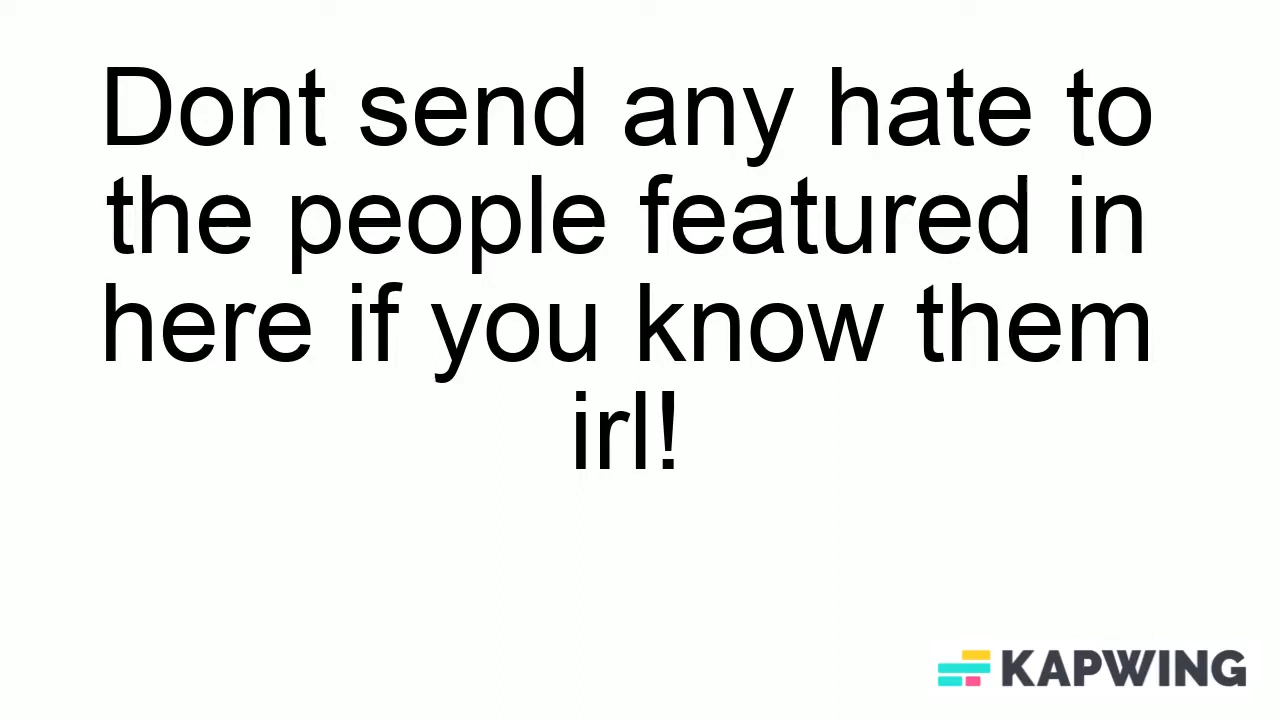 Dont send any hate to
the people featured in
here if you know them
irl!
KAPWING